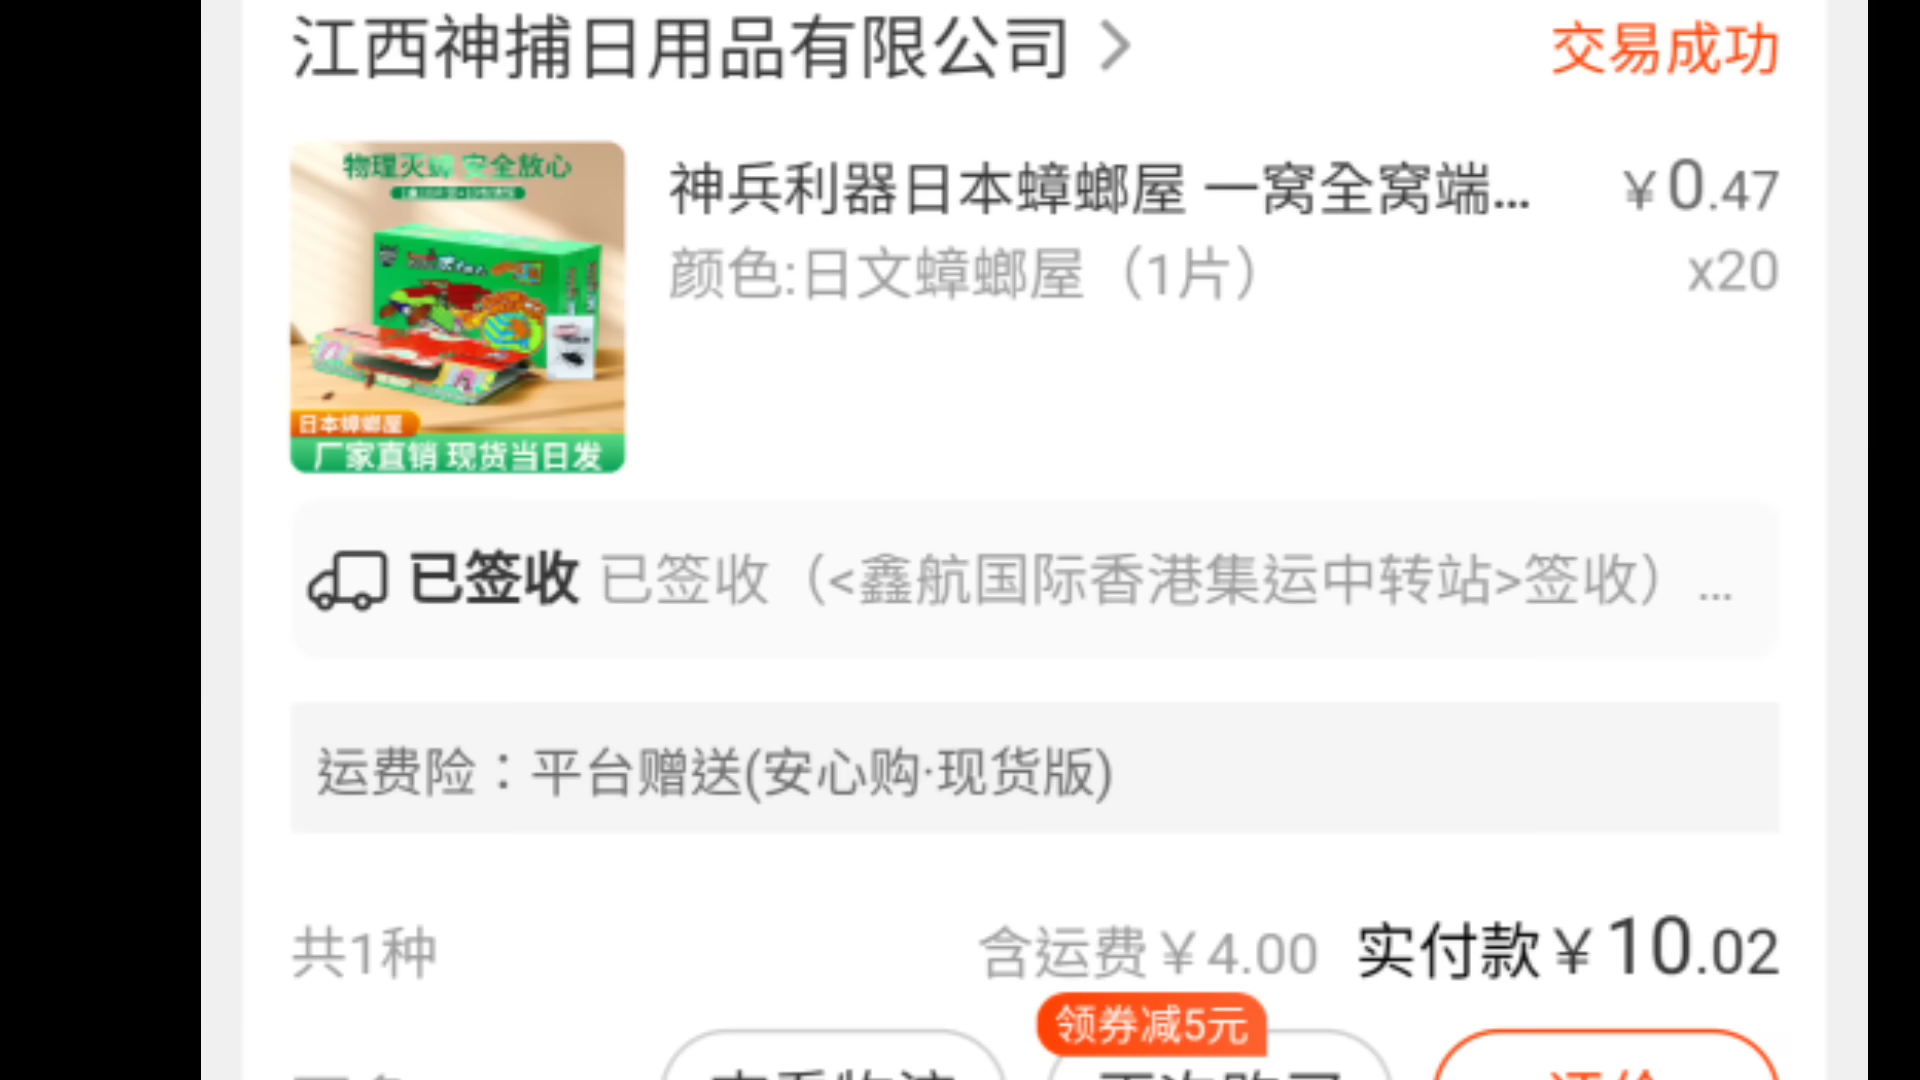 江西神捕日用品有限公司
交易成功
物理灭蟑 安全放心
日本蟑螂屋
厂家直销 现货当日发
神兵利器日本蟑螂屋 一窝全窝端...
¥0.47
颜色:日文蟑螂屋（1片）
x20
已签收 已签收（<鑫航国际香港集运中转站>签收）...
运费险：平台赠送(安心购·现货版)
共1种
含运费¥4.00 实付款¥10.02
领券减5元